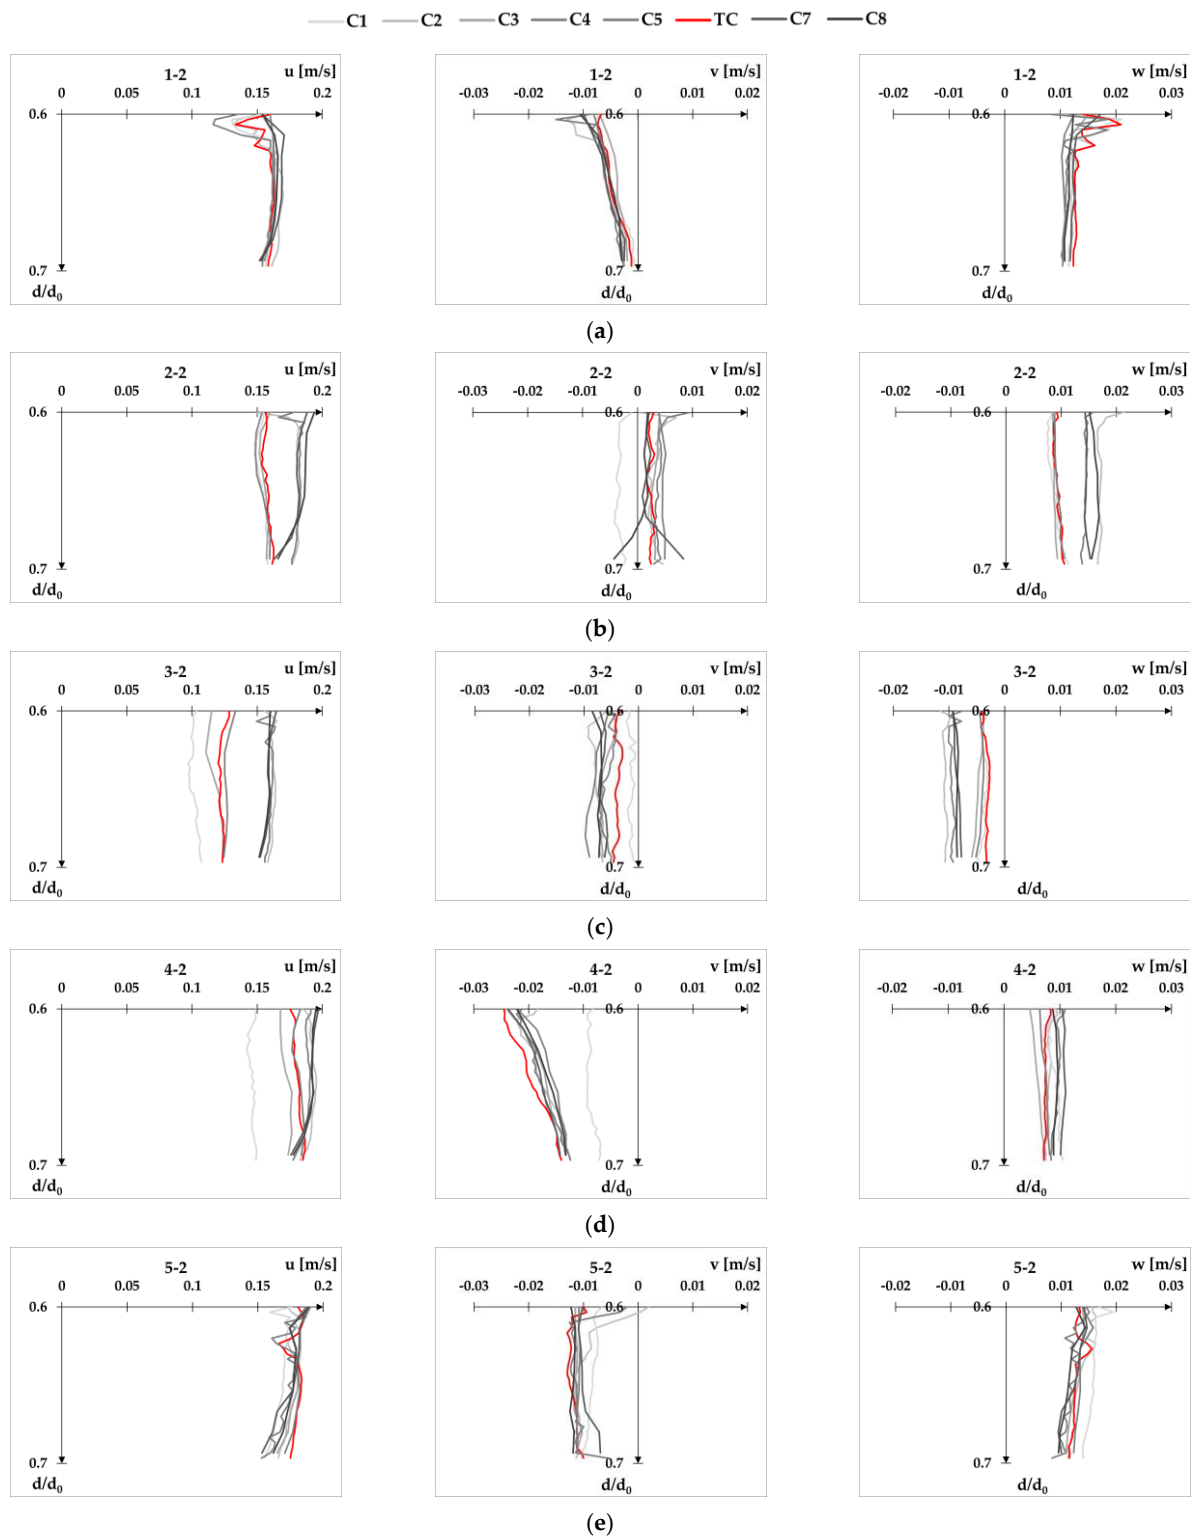 C1 C2 C3 C4 C5 TC C7 C8
1-2 u [m/s] 1-2 v [m/s] 1-2 w [m/s]
0 0.05 0.1 0.15 0.2 -0.03 -0.02 -0.01 0 0.01 0.02 -0.02 -0.01 0 0.01 0.02 0.03
0.6 0.6 0.6
0.7 0.7 0.7
d/d0 d/d0 d/d0
(a)
2-2 u [m/s] 2-2 v [m/s] 2-2 w [m/s]
0 0.05 0.1 0.15 0.2 -0.03 -0.02 -0.01 0 0.01 0.02 -0.02 -0.01 0 0.01 0.02 0.03
0.6 0.6 0.6
0.7 0.7 0.7
d/d0 d/d0 d/d0
(b)
3-2 u [m/s] 3-2 v [m/s] 3-2 w [m/s]
0 0.05 0.1 0.15 0.2 -0.03 -0.02 -0.01 0 0.01 0.02 -0.02 -0.01 0 0.01 0.02 0.03
0.6 0.6 0.6
0.7 0.7 0.7
d/d0 d/d0 d/d0
(c)
4-2 u [m/s] 4-2 v [m/s] 4-2 w [m/s]
0 0.05 0.1 0.15 0.2 -0.03 -0.02 -0.01 0 0.01 0.02 -0.02 -0.01 0 0.01 0.02 0.03
0.6 0.6 0.6
0.7 0.7 0.7
d/d0 d/d0 d/d0
(d)
5-2 u [m/s] 5-2 v [m/s] 5-2 w [m/s]
0 0.05 0.1 0.15 0.2 -0.03 -0.02 -0.01 0 0.01 0.02 -0.02 -0.01 0 0.01 0.02 0.03
0.6 0.6 0.6
0.7 0.7 0.7
d/d0 d/d0 d/d0
(e)